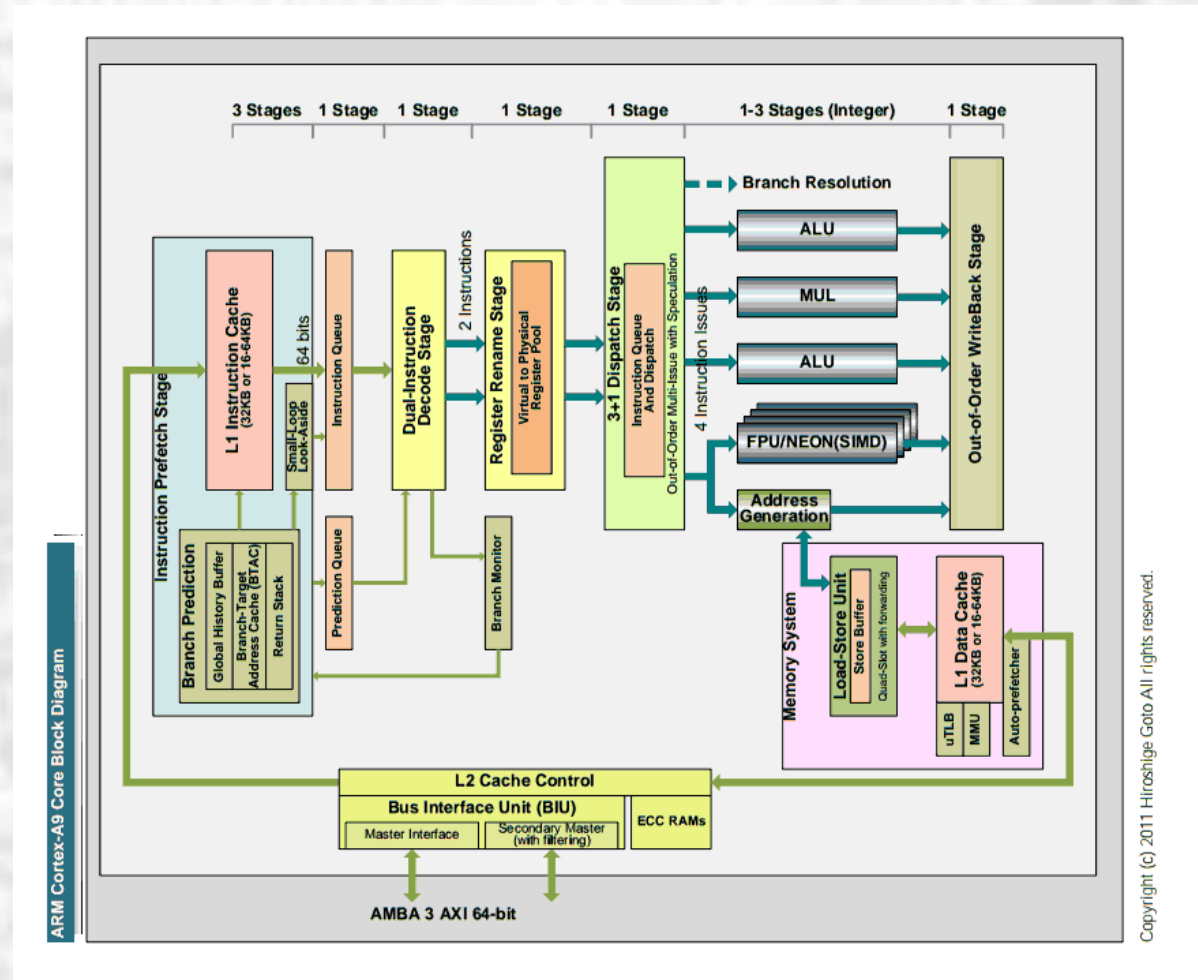 ARM Cortex-A9 Core Block Diagram
3 Stages
1 Stage
1 Stage
1 Stage
1 Stage
1-3 Stages (Integer)
1 Stage
Instruction Prefetch Stage
L1 Instruction Cache
(32KB or 16-64KB)
64 bits
Small-Loop
Look-Aside
Branch Prediction
Global History Buffer
Branch-Target
Address Cache (BTAC)
Return Stack
Instruction Queue
Prediction Queue
Dual-Instruction
Decode Stage
2 Instructions
Branch Monitor
Register Rename Stage
Virtual to Physical
Register Pool
3+1 Dispatch Stage
Instruction Queue
And Dispatch
Out-of-Order Multi-Issue with Speculation
4 Instruction Issues
Branch Resolution
ALU
MUL
ALU
FPU/NEON(SIMD)
Address
Generation
Out-of-Order WriteBack Stage
Memory System
Load-Store Unit
Store Buffer
Quad-Slot with forwarding
L1 Data Cache
(32KB or 16-64KB)
uTLB
MMU
Auto-prefetcher
L2 Cache Control
Bus Interface Unit (BIU)
Master Interface
Secondary Master
(with filtering)
ECC RAMs
AMBA 3 AXI 64-bit
Copyright (c) 2011 Hiroshige Goto All rights reserved.